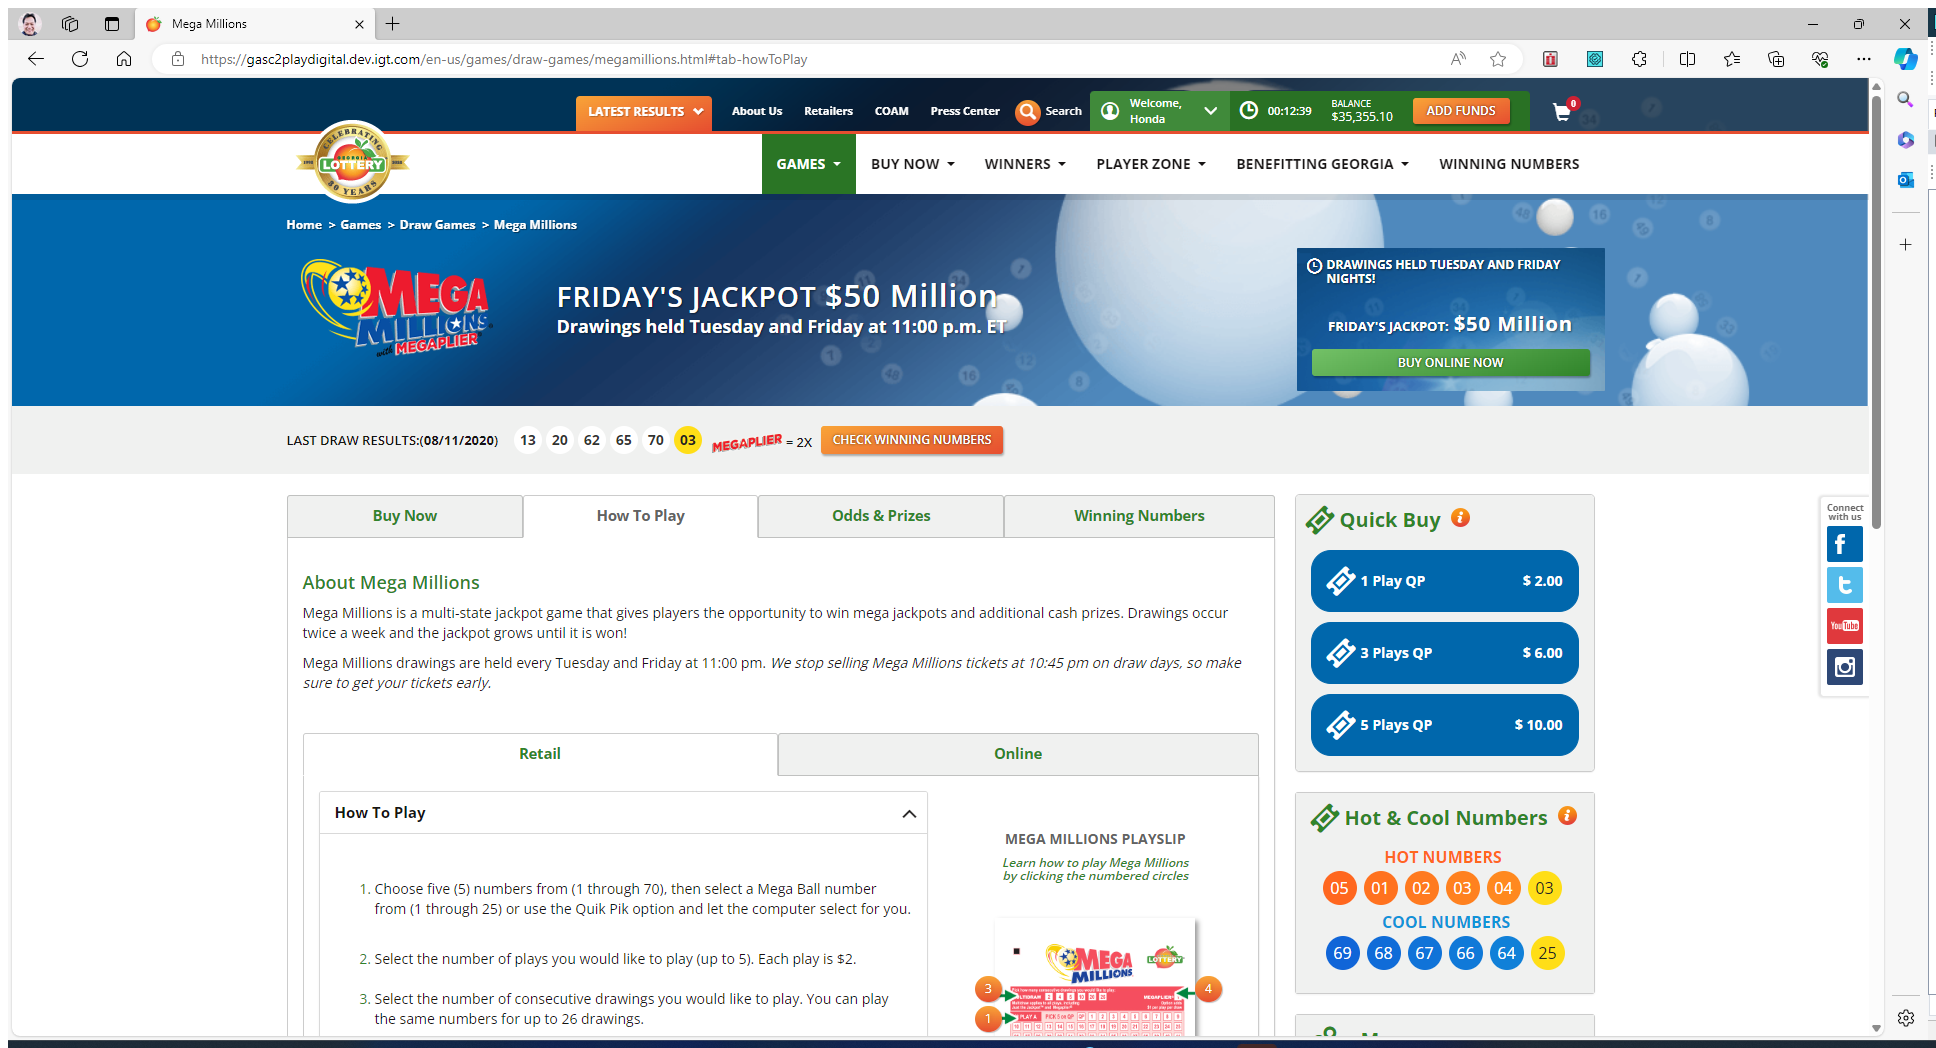 Mega Millions
https://gasc2playdigital.dev.igt.com/en-us/games/draw-games/megamillions.html#tab-howToPlay
LATEST RESULTS
About Us
Retailers
COAM
Press Center
Search
Welcome,
Honda
00:12:39
BALANCE
$35,355.10
ADD FUNDS
0
CELEBRATING
GEORGIA
LOTTERY
30 YEARS
GAMES
BUY NOW
WINNERS
PLAYER ZONE
BENEFITTING GEORGIA
WINNING NUMBERS
Home > Games > Draw Games > Mega Millions
MEGA
MILLIONS
with MEGAPLIER
FRIDAY'S JACKPOT $50 Million
Drawings held Tuesday and Friday at 11:00 p.m. ET
DRAWINGS HELD TUESDAY AND FRIDAY
NIGHTS!
FRIDAY'S JACKPOT: $50 Million
BUY ONLINE NOW
LAST DRAW RESULTS:(08/11/2020) 13 20 62 65 70 03 MEGAPLIER = 2X CHECK WINNING NUMBERS
Buy Now
How To Play
Odds & Prizes
Winning Numbers
About Mega Millions
Mega Millions is a multi-state jackpot game that gives players the opportunity to win mega jackpots and additional cash prizes. Drawings occur
twice a week and the jackpot grows until it is won!
Mega Millions drawings are held every Tuesday and Friday at 11:00 pm. We stop selling Mega Millions tickets at 10:45 pm on draw days, so make
sure to get your tickets early.
Retail
Online
How To Play
1. Choose five (5) numbers from (1 through 70), then select a Mega Ball number
from (1 through 25) or use the Quik Pik option and let the computer select for you.
2. Select the number of plays you would like to play (up to 5). Each play is $2.
3. Select the number of consecutive drawings you would like to play. You can play
the same numbers for up to 26 drawings.
MEGA MILLIONS PLAYSLIP
Learn how to play Mega Millions
by clicking the numbered circles
MEGA
MILLIONS
LOTTERY
3
4
1
PLAY A
Quick Buy
1 Play QP $ 2.00
3 Plays QP $ 6.00
5 Plays QP $ 10.00
Hot & Cool Numbers
HOT NUMBERS
05 01 02 03 04 03
COOL NUMBERS
69 68 67 66 64 25
Connect
with us
You Tube